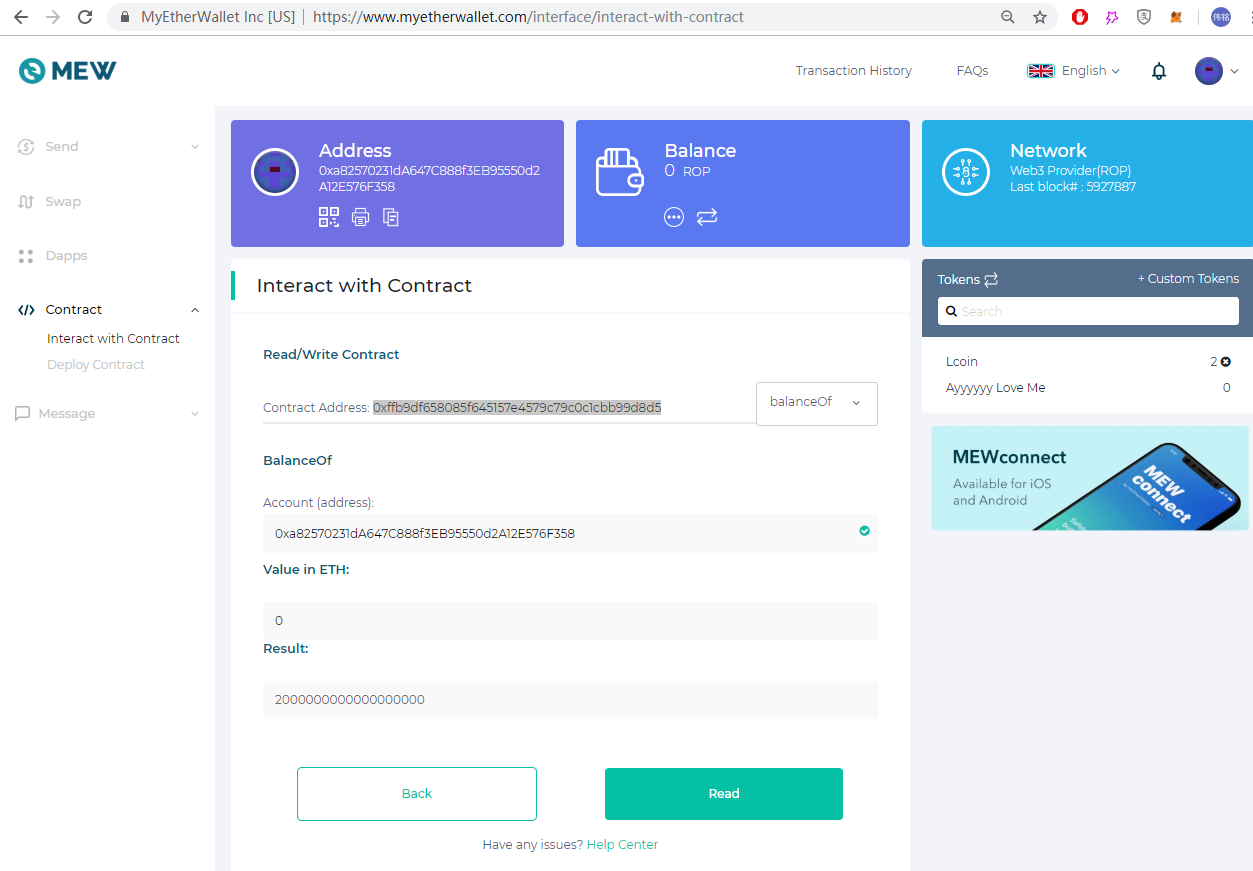 MyEtherWallet Inc [US] | https://www.myetherwallet.com/interface/interact-with-contract
伟铭
MEW
Transaction History FAQs English
Send
Swap
Dapps
Contract
Interact with Contract
Deploy Contract
Message
Address
0xa82570231dA647C888f3EB95550d2
A12E576F358
Balance
0 ROP
Network
Web3 Provider(ROP)
Last block# : 5927887
Interact with Contract
Read/Write Contract
Contract Address: 0xffb9df658085f645157e4579c79c0c1cbb99d8d5
balanceOf
BalanceOf
Account (address):
0xa82570231dA647C888f3EB95550d2A12E576F358
Value in ETH:
0
Result:
2000000000000000000
Back Read
Have any issues? Help Center
Tokens + Custom Tokens
Search
Lcoin 2
Ayyyyyy Love Me 0
MEWconnect
Available for iOS
and Android
MEW
connect